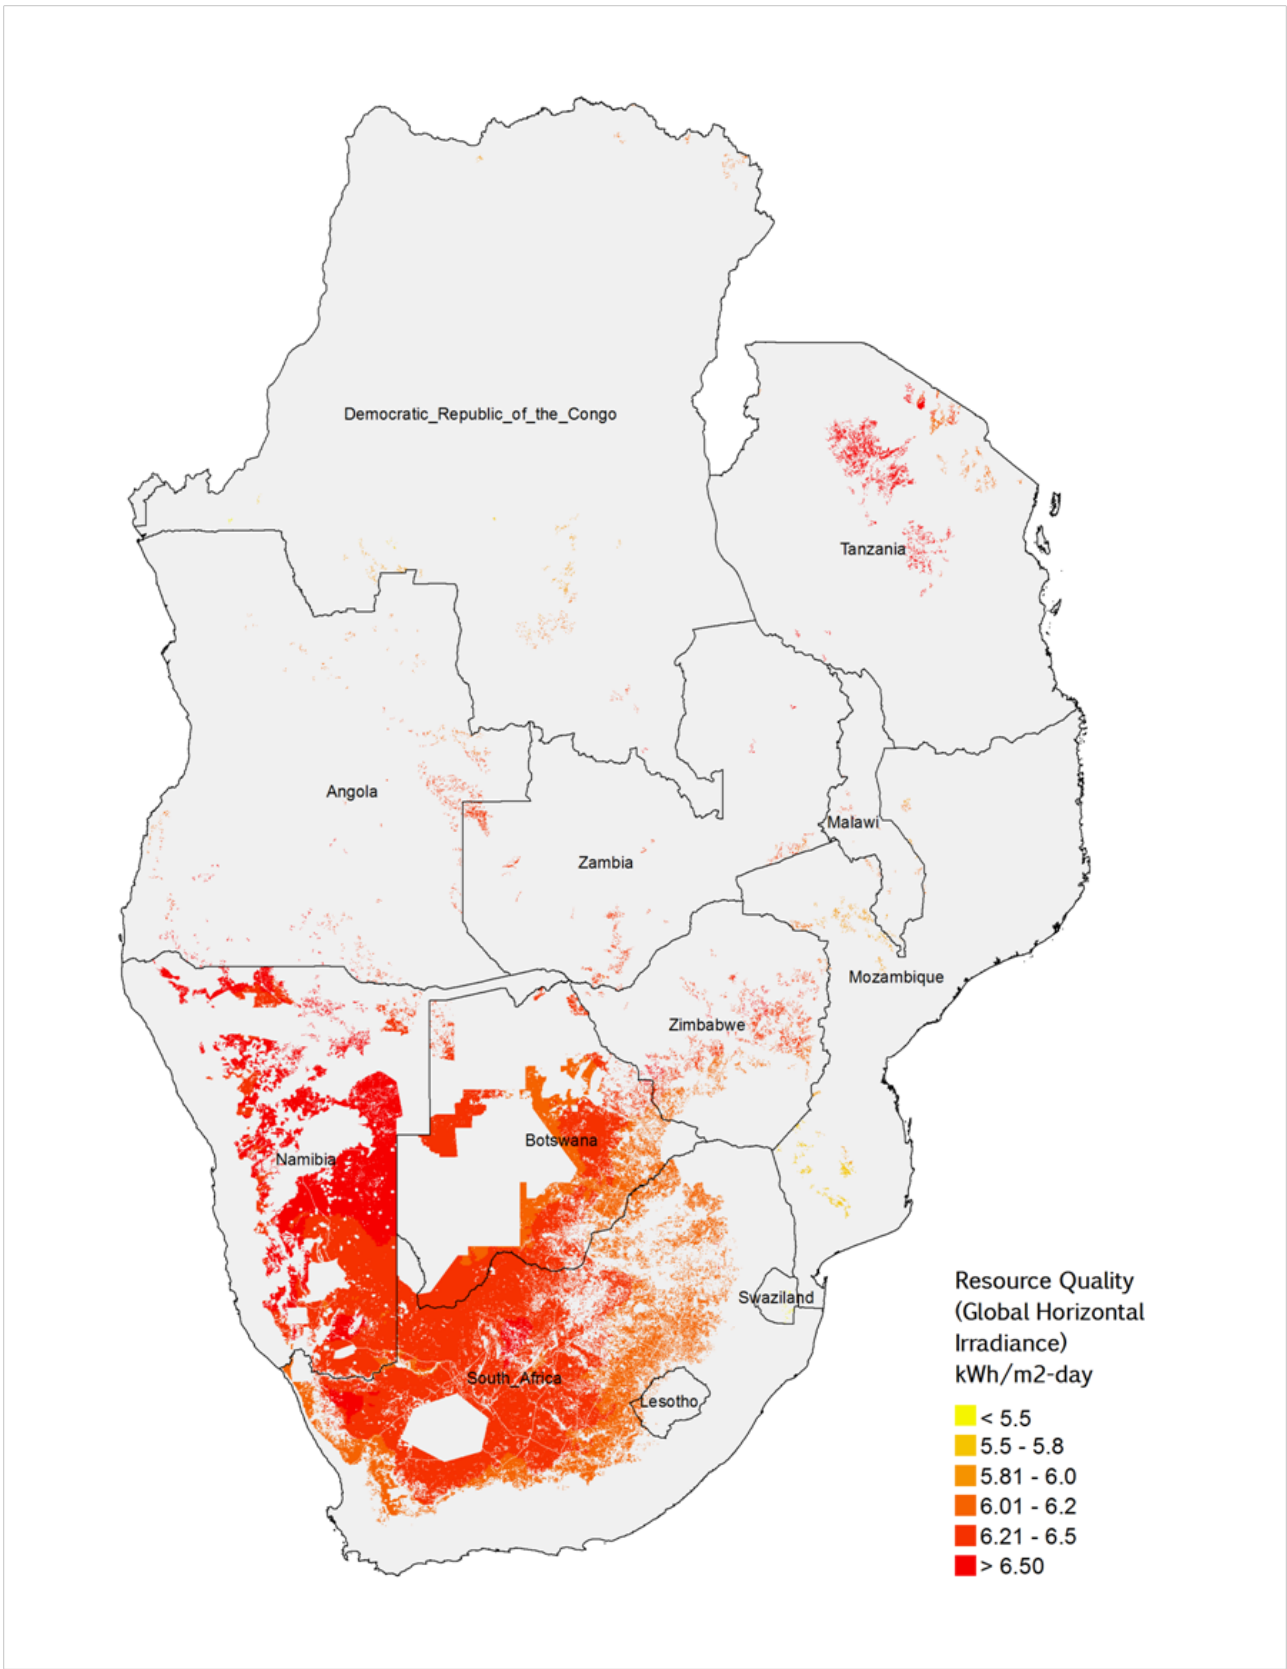 Democratic_Republic_of_the_Congo
Tanzania
Angola
Malawi
Zambia
Mozambique
Zimbabwe
Botswana
Namibia
Swaziland
South_Africa
Lesotho
Resource Quality
(Global Horizontal
Irradiance)
kWh/m2-day
< 5.5
5.5 - 5.8
5.81 - 6.0
6.01 - 6.2
6.21 - 6.5
> 6.50